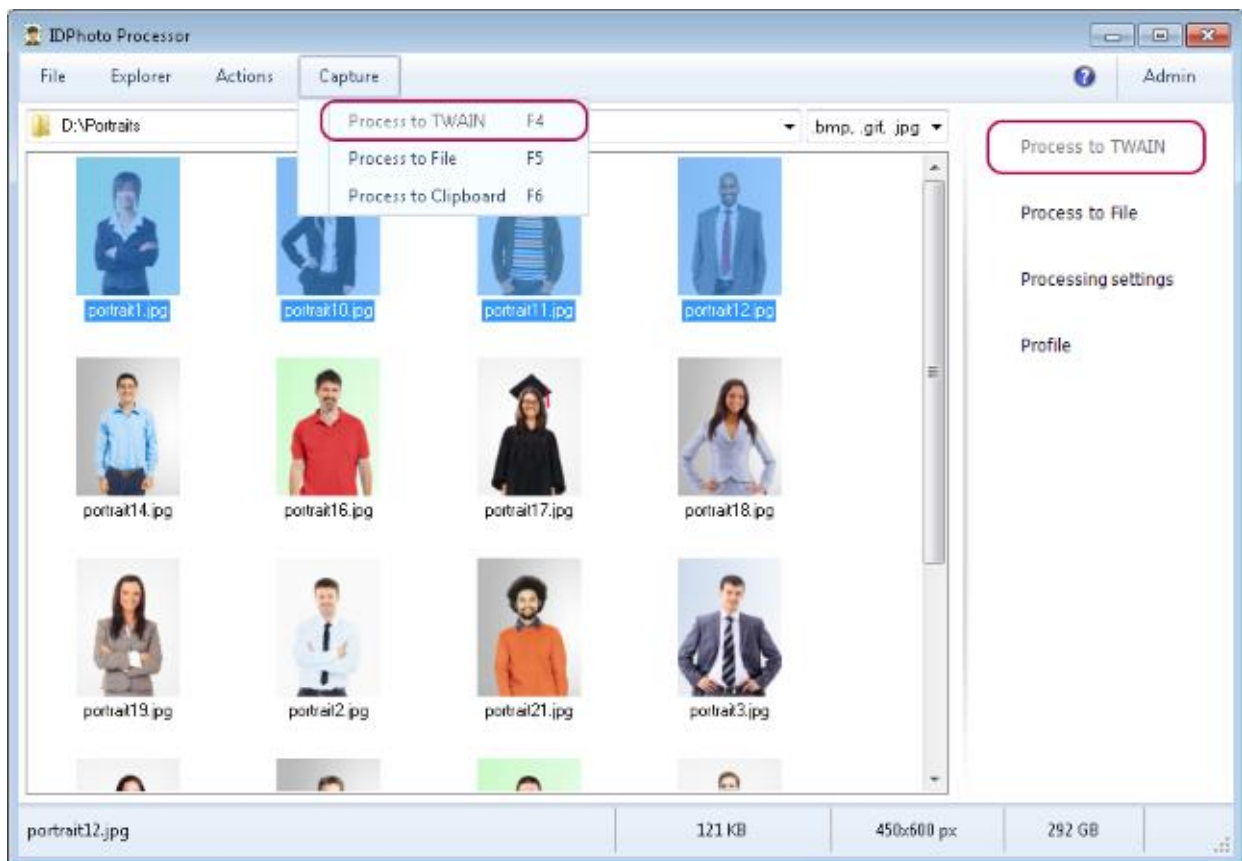 IDPhoto Processor
File Explorer Actions Capture Admin
D:\Portraits bmp, .gif, .jpg
Process to TWAIN F4
Process to File F5
Process to Clipboard F6
Process to TWAIN
Process to File
Processing settings
Profile
portrait1.jpg portrait10.jpg portrait11.jpg portrait12.jpg
portrait14.jpg portrait16.jpg portrait17.jpg portrait18.jpg
portrait19.jpg portrait2.jpg portrait21.jpg portrait3.jpg
portrait12.jpg 121 KB 450x600 px 292 GB